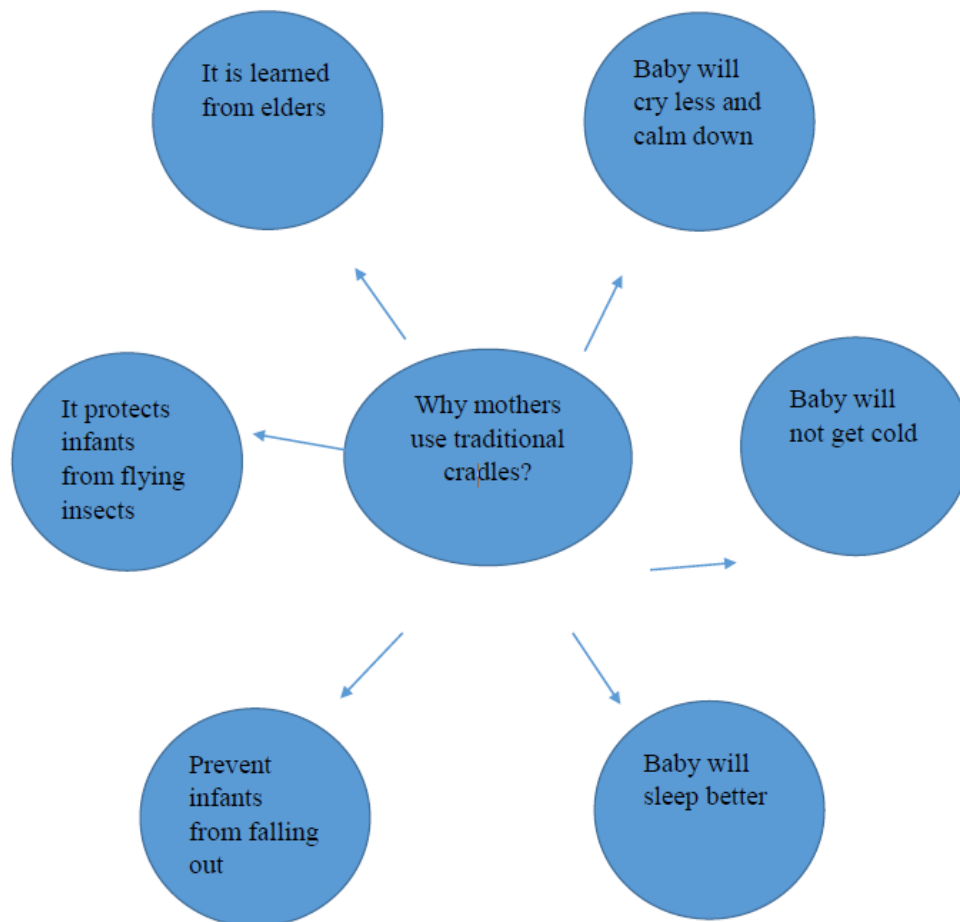 It is learned
from elders
Baby will
cry less and
calm down
It protects
infants
from flying
insects
Why mothers
use traditional
cradles?
Baby will
not get cold
Prevent
infants
from falling
out
Baby will
sleep better